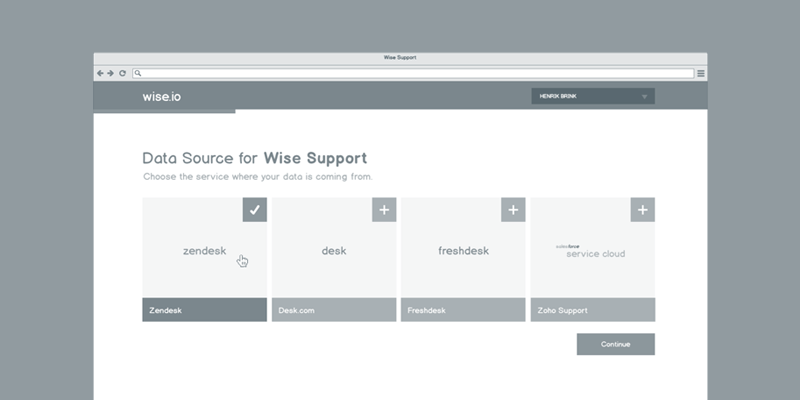 Wise Support
wise.io
HENRIK BRINK
Data Source for Wise Support
Choose the service where your data is coming from.
zendesk
desk
freshdesk
salesforce
service cloud
Zendesk
Desk.com
Freshdesk
Zoho Support
Continue